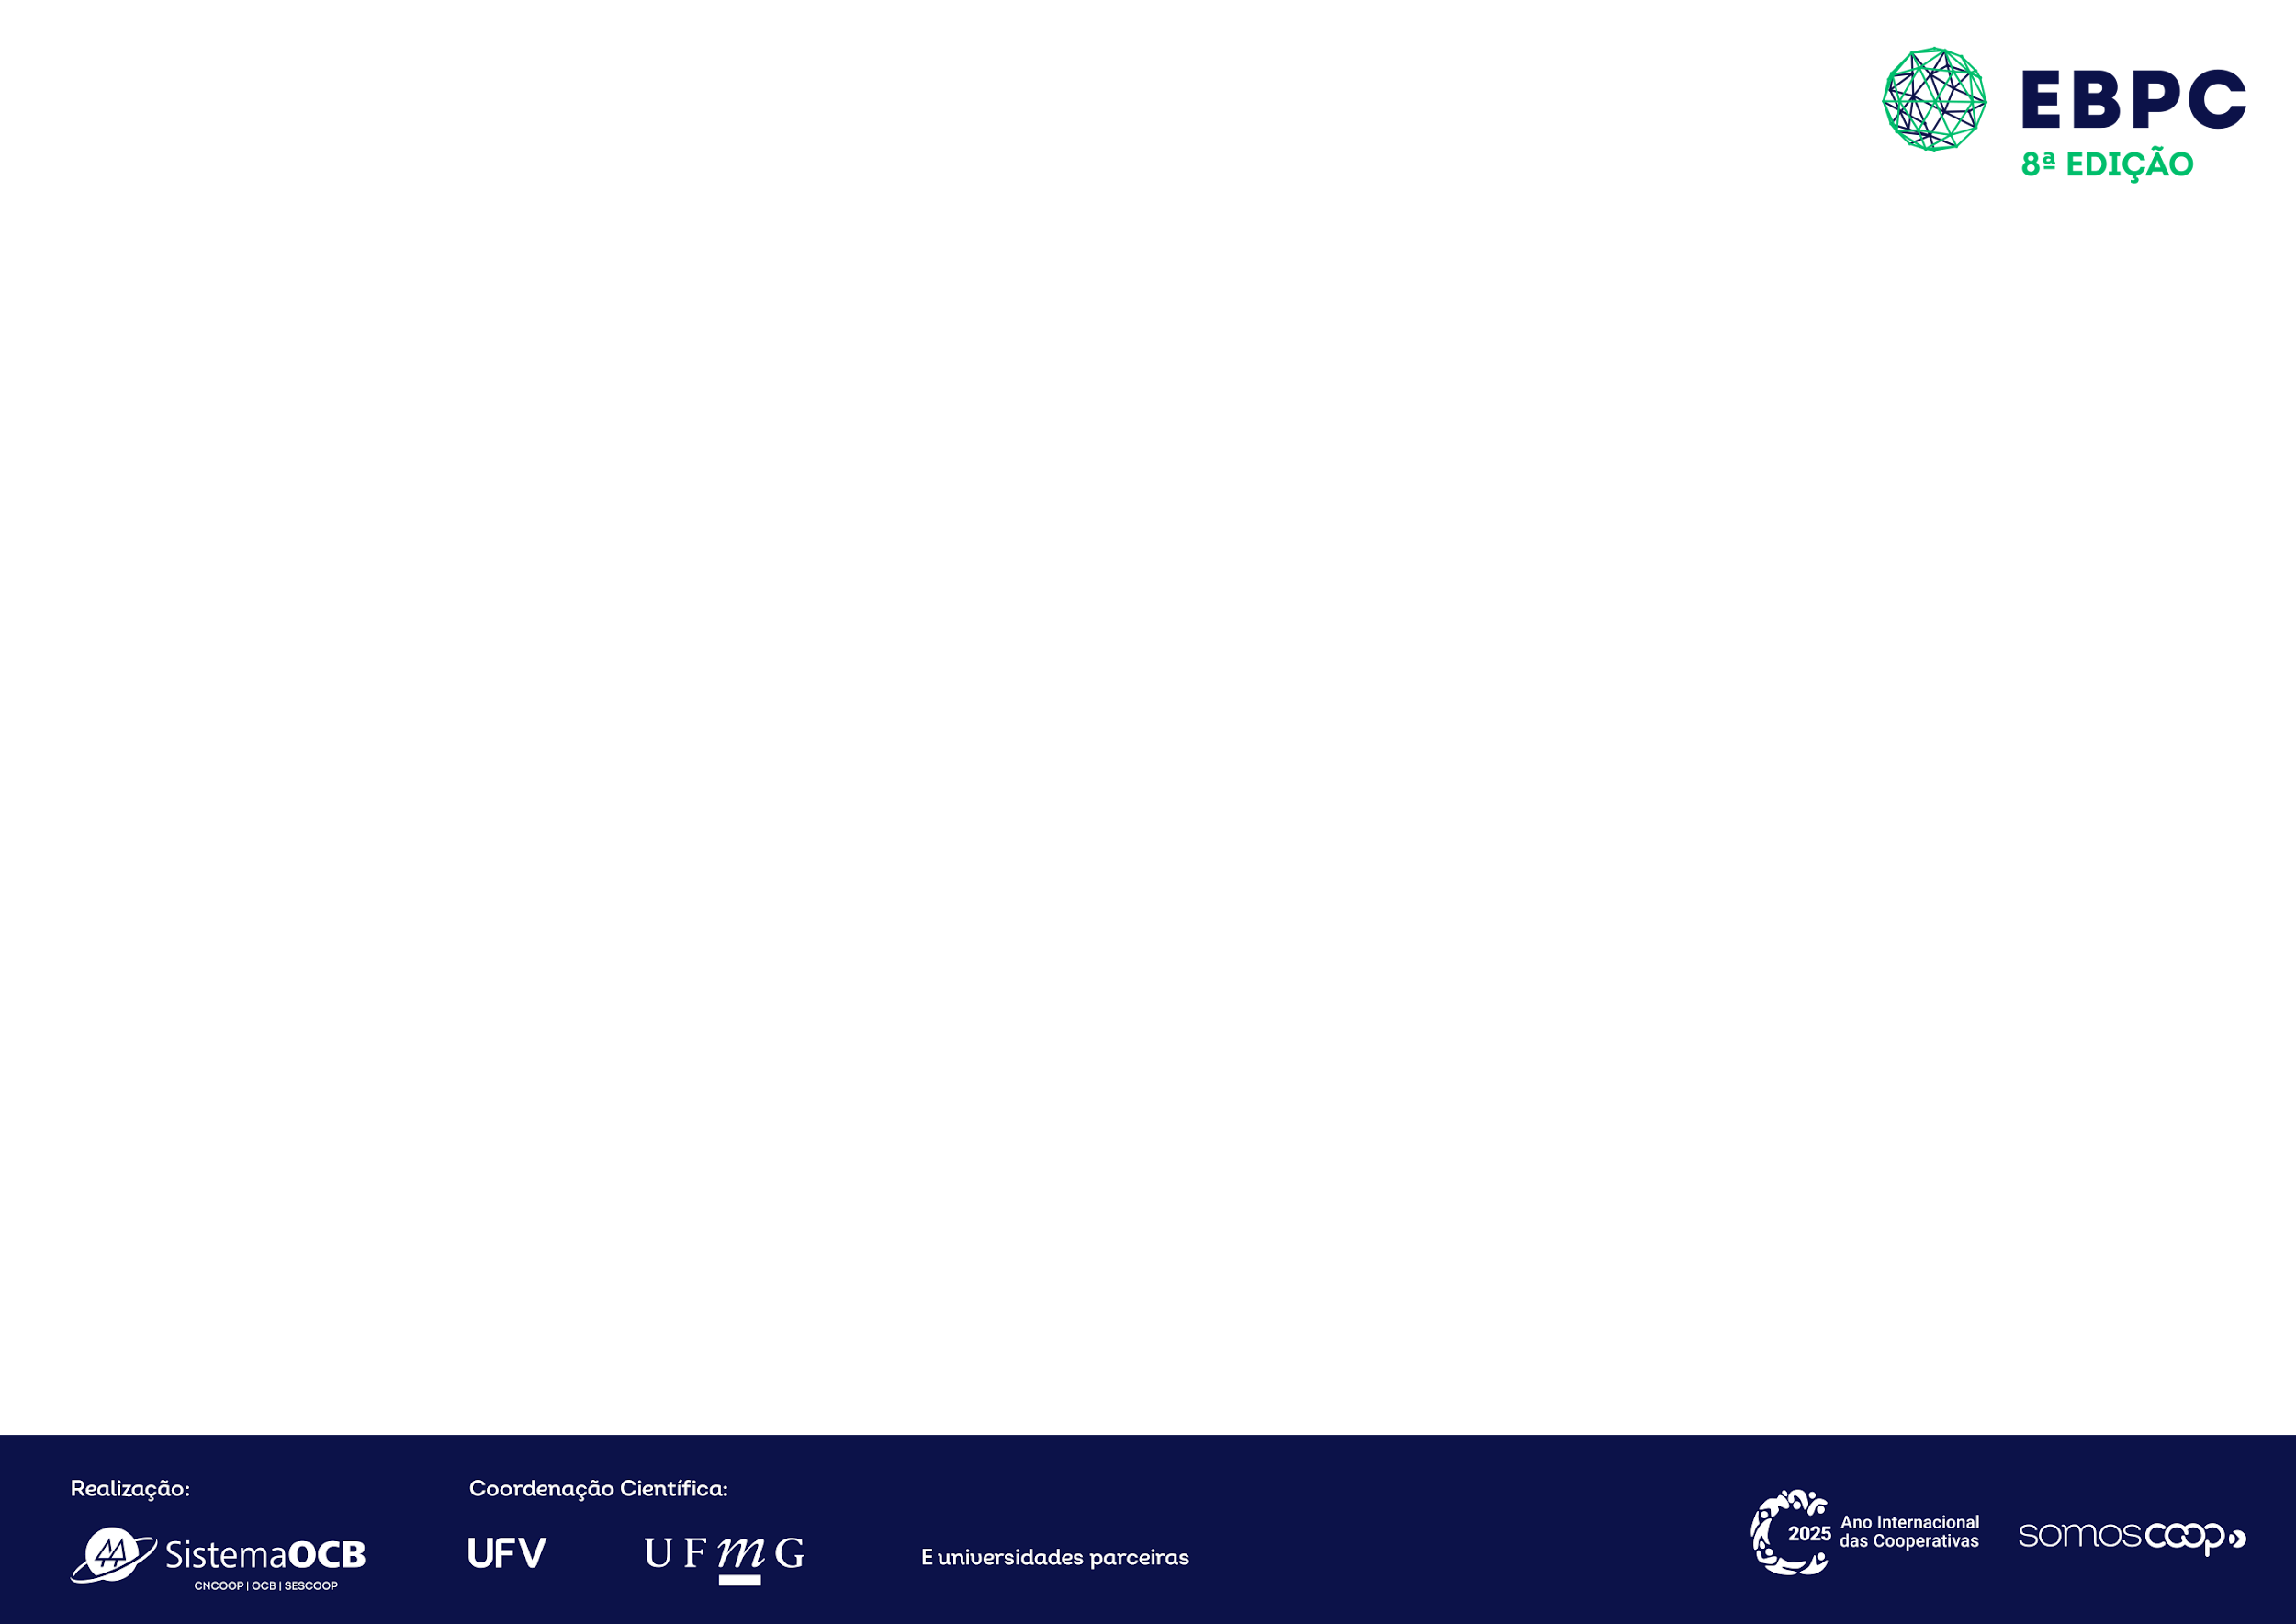 EBPC
8ª EDIÇÃO
Realização:
Coordenação Científica:
SistemaOCB
CNCOOP | OCB | SESCOOP
UFV
UFmG
E universidades parceiras
2025
Ano Internacional
das Cooperativas
somoscoop